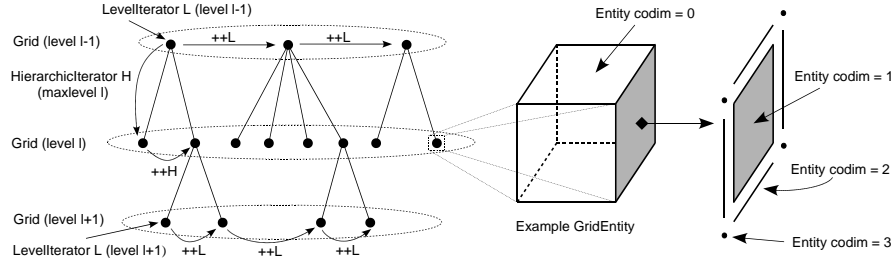 LevelIterator L (level l-1)
Grid (level l-1)
++L
++L
HierarchicIterator H
(maxlevel l)
Grid (level l)
++H
Grid (level l+1)
LevelIterator L (level l+1)
++L
++L
++L
Entity codim = 0
Example GridEntity
Entity codim = 1
Entity codim = 2
Entity codim = 3